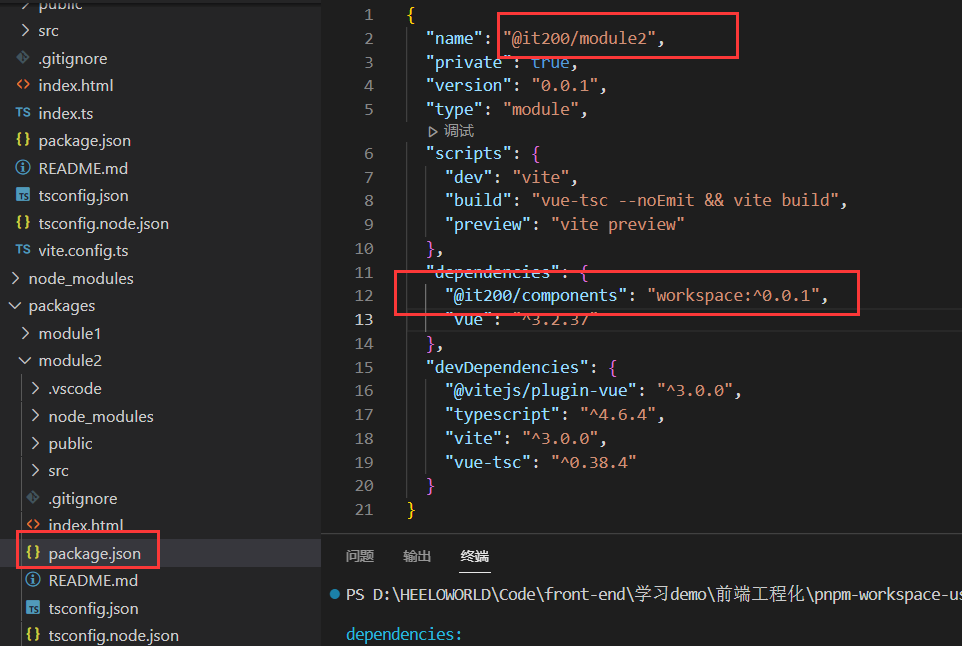 public
src
.gitignore
index.html
index.ts
package.json
README.md
tsconfig.json
tsconfig.node.json
vite.config.ts
node_modules
packages
module1
module2
.vscode
node_modules
public
src
.gitignore
index.html
package.json
README.md
tsconfig.json
tsconfig.node.json
1 {
2 "name": "@it200/module2",
3 "private": true,
4 "version": "0.0.1",
5 "type": "module",
调试
6 "scripts": {
7 "dev": "vite",
8 "build": "vue-tsc --noEmit && vite build",
9 "preview": "vite preview"
10 },
11 "dependencies": {
12 "@it200/components": "workspace:^0.0.1",
13 "vue": "^3.2.37"
14 },
15 "devDependencies": {
16 "@vitejs/plugin-vue": "^3.0.0",
17 "typescript": "^4.6.4",
18 "vite": "^3.0.0",
19 "vue-tsc": "^0.38.4"
20 }
21 }
问题 输出 终端
PS D:\HEELOWORLD\Code\front-end\学习demo\前端工程化\pnpm-workspace-us
dependencies: